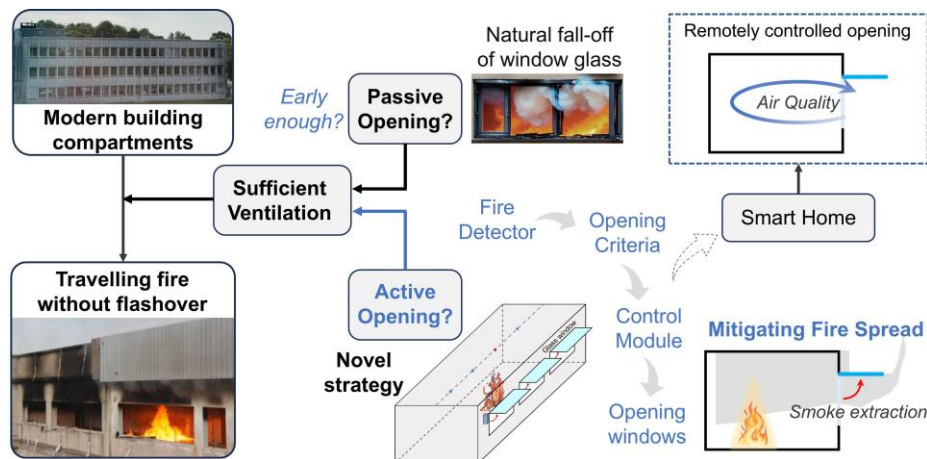 Modern building
compartments
Early
enough?
Passive
Opening?
Natural fall-off
of window glass
Remotely controlled opening
Air Quality
Sufficient
Ventilation
Fire
Detector
Opening
Criteria
Smart Home
Travelling fire
without flashover
Active
Opening?
Novel
strategy
Glass window
Control
Module
Opening
windows
Mitigating Fire Spread
Smoke extraction